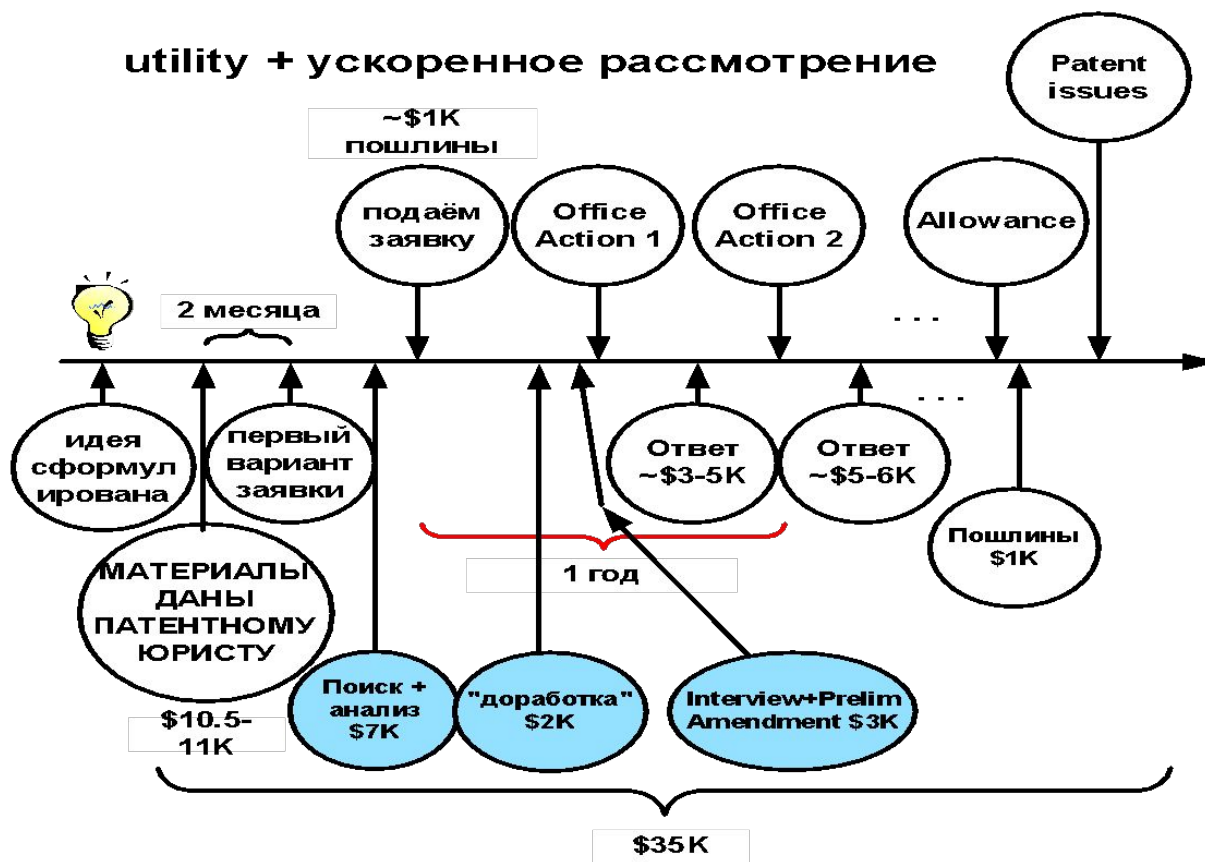 utility + ускоренное рассмотрение
Patent
issues
~$1K
пошлины
подаём
заявку
Office
Action 1
Office
Action 2
Allowance
2 месяца
. . .
идея
сформул
ирована
первый
вариант
заявки
Ответ
~$3-5K
Ответ
~$5-6K
. . .
Пошлины
$1K
1 год
МАТЕРИАЛЫ
ДАНЫ
ПАТЕНТНОМУ
ЮРИСТУ
$10.5-
11K
Поиск +
анализ
$7K
"доработка"
$2K
Interview+Prelim
Amendment $3K
$35K